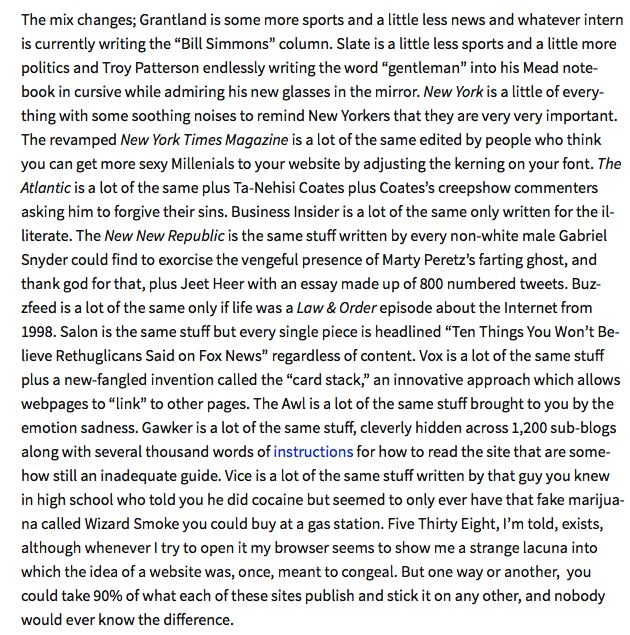 The mix changes; Grantland is some more sports and a little less news and whatever intern
is currently writing the “Bill Simmons” column. Slate is a little less sports and a little more
politics and Troy Patterson endlessly writing the word “gentleman” into his Mead note-
book in cursive while admiring his new glasses in the mirror. New York is a little of every-
thing with some soothing noises to remind New Yorkers that they are very very important.
The revamped New York Times Magazine is a lot of the same edited by people who think
you can get more sexy Millenials to your website by adjusting the kerning on your font. The
Atlantic is a lot of the same plus Ta-Nehisi Coates plus Coates’s creepshow commenters
asking him to forgive their sins. Business Insider is a lot of the same only written for the il-
literate. The New New Republic is the same stuff written by every non-white male Gabriel
Snyder could find to exorcise the vengeful presence of Marty Peretz’s farting ghost, and
thank god for that, plus Jeet Heer with an essay made up of 800 numbered tweets. Buz-
zfeed is a lot of the same only if life was a Law & Order episode about the Internet from
1998. Salon is the same stuff but every single piece is headlined “Ten Things You Won’t Be-
lieve Rethuglicans Said on Fox News” regardless of content. Vox is a lot of the same stuff
plus a new-fangled invention called the “card stack,” an innovative approach which allows
webpages to “link” to other pages. The Awl is a lot of the same stuff brought to you by the
emotion sadness. Gawker is a lot of the same stuff, cleverly hidden across 1,200 sub-blogs
along with several thousand words of instructions for how to read the site that are some-
how still an inadequate guide. Vice is a lot of the same stuff written by that guy you knew
in high school who told you he did cocaine but seemed to only ever have that fake marijua-
na called Wizard Smoke you could buy at a gas station. Five Thirty Eight, I’m told, exists,
although whenever I try to open it my browser seems to show me a strange lacuna into
which the idea of a website was, once, meant to congeal. But one way or another,  you
could take 90% of what each of these sites publish and stick it on any other, and nobody
would ever know the difference.